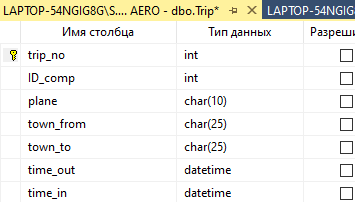 LAPTOP-54NGIG8G\S.... AERO - dbo.Trip* LAPTOP-54NGIG
Имя столбца Тип данных Разреши
trip_no int
ID_comp int
plane char(10)
town_from char(25)
town_to char(25)
time_out datetime
time_in datetime